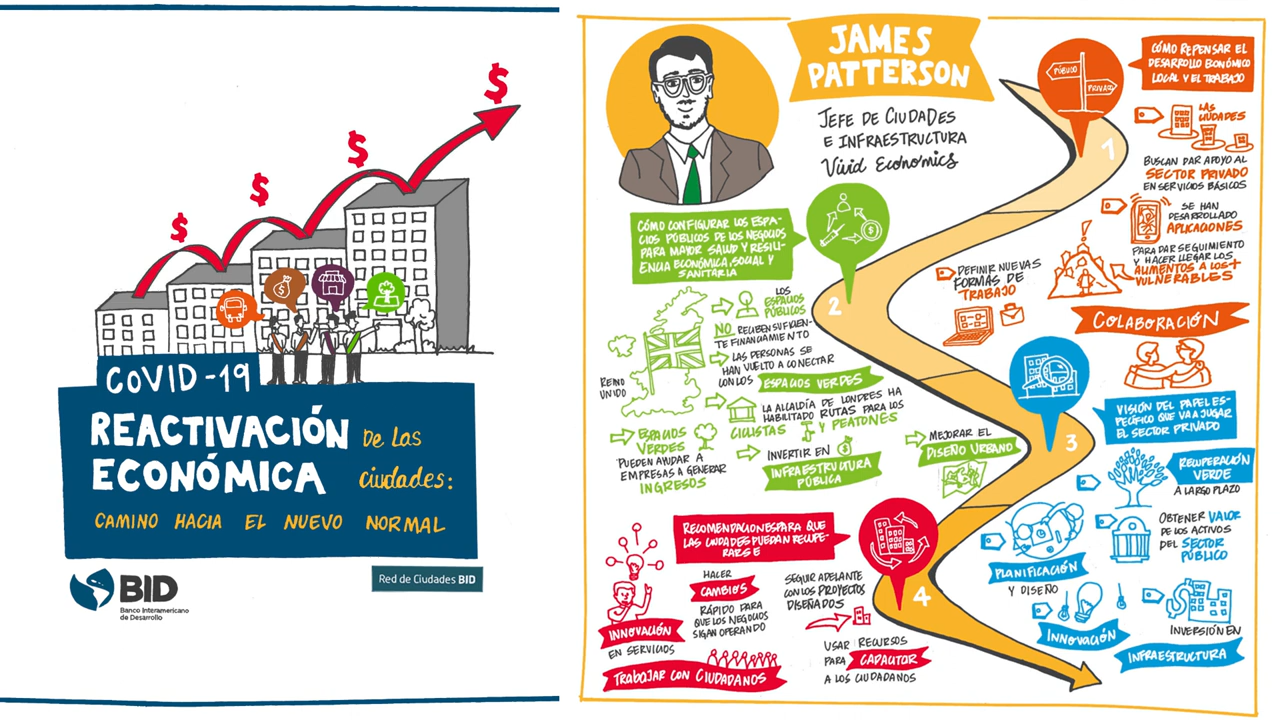 $
$
$
$
COVID-19
REACTIVACIÓN
ECONÓMICA
De las
ciudades:
CAMINO HACIA EL NUEVO NORMAL
BID
Banco Interamericano
de Desarrollo
Red de Ciudades BID
JAMES
PATTERSON
JEFE DE CIUDADES
E INFRAESTRUCTURA
Vivid Economics
1
PÚBLICO
PRIVADO
CÓMO REPENSAR EL
DESARROLLO ECONÓMICO
LOCAL Y EL TRABAJO
LAS
CIUDADES
BUSCAN DAR APOYO AL
SECTOR PRIVADO
EN SERVICIOS BÁSICOS
SE HAN
DESARROLLADO
APLICACIONES
PARA DAR SEGUIMIENTO
Y HACER LLEGAR LOS
AUMENTOS A LOS +
VULNERABLES
DEFINIR NUEVAS
FORMAS DE
TRABAJO
COLABORACIÓN
2
CÓMO CONFIGURAR LOS ESPA-
CIOS PÚBLICOS DE LOS NEGOCIOS
PARA MAYOR SALUD Y RESILI-
ENCIA ECONÓMICA, SOCIAL Y
SANITARIA
$
REINO
UNIDO
LOS
ESPACIOS
PÚBLICOS
NO RECIBEN SUFICIEN-
TE FINANCIAMIENTO
LAS PERSONAS SE
HAN VUELTO A CONECTAR
CON LOS ESPACIOS VERDES
LA ALCALDÍA DE LONDRES HA
HABILITADO RUTAS PARA LOS
CICLISTAS Y PEATONES
ESPACIOS
VERDES
PUEDEN AYUDAR A
EMPRESAS A GENERAR
INGRESOS
INVERTIR EN
INFRAESTRUCTURA
PÚBLICA
MEJORAR EL
DISEÑO URBANO
3
VISIÓN DEL PAPEL ES-
PECÍFICO QUE VA A JUGAR
EL SECTOR PRIVADO
RECUPERACIÓN
VERDE
A LARGO PLAZO
OBTENER VALOR
DE LOS ACTIVOS
DEL SECTOR
PÚBLICO
PLANIFICACIÓN
Y DISEÑO
INNOVACIÓN
$
INVERSIÓN EN
INFRAESTRUCTURA
4
RECOMENDACIONES PARA QUE
LAS CIUDADES PUEDAN RECUPE-
RARSE
INNOVACIÓN
EN SERVICIOS
HACER
CAMBIOS
RÁPIDO PARA
QUE LOS NEGOCIOS
SIGAN OPERANDO
SEGUIR ADELANTE
CON LOS PROYECTOS
DISEÑADOS
USAR RECURSOS
PARA CAPACITAR
A LOS CIUDADANOS
TRABAJAR CON CIUDADANOS